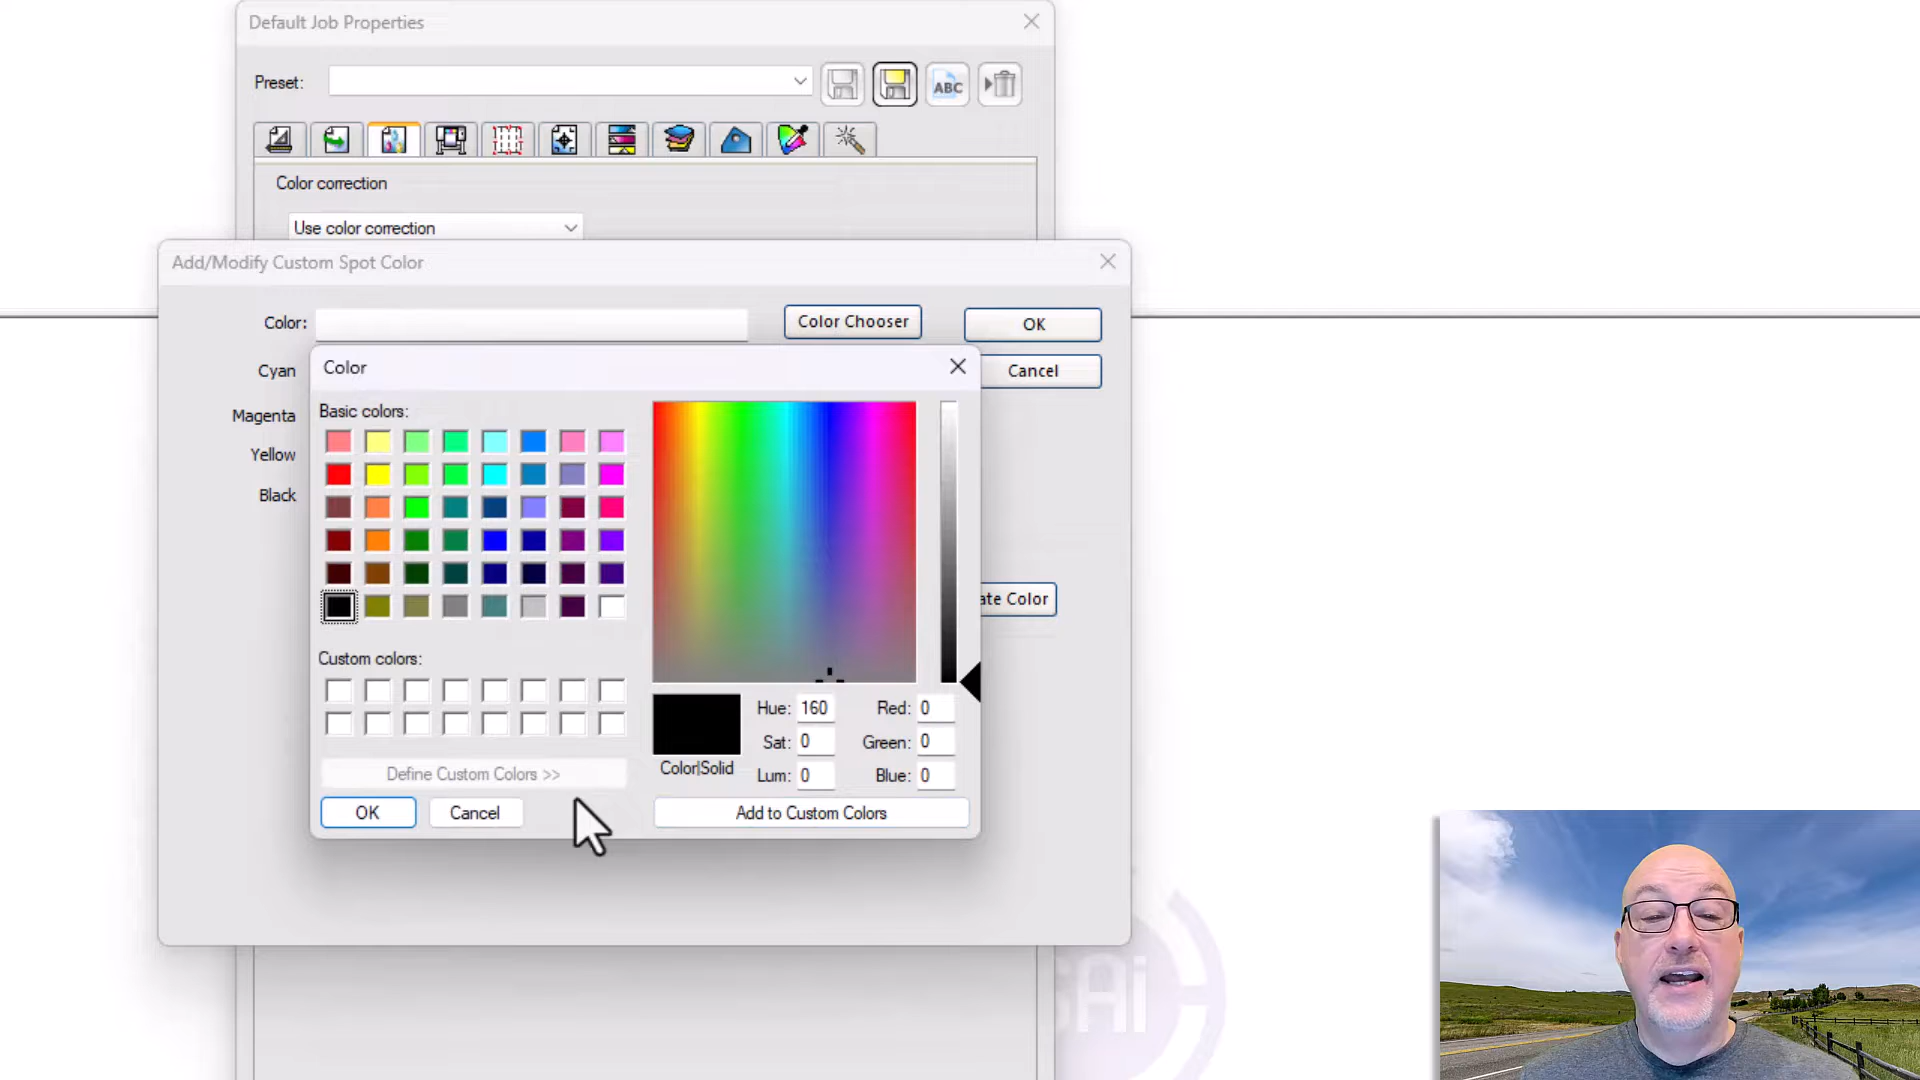 Default Job Properties
Preset:
ABC
Color correction
Use color correction
Add/Modify Custom Spot Color
Color:
Color Chooser
OK
Color
Cyan
Cancel
Basic colors:
Magenta
Yellow
Black
ate Color
Custom colors:
Hue: 160 Red: 0
Sat: 0 Green: 0
Color|Solid
Lum: 0 Blue: 0
Define Custom Colors >>
OK
Cancel
Add to Custom Colors
SAi